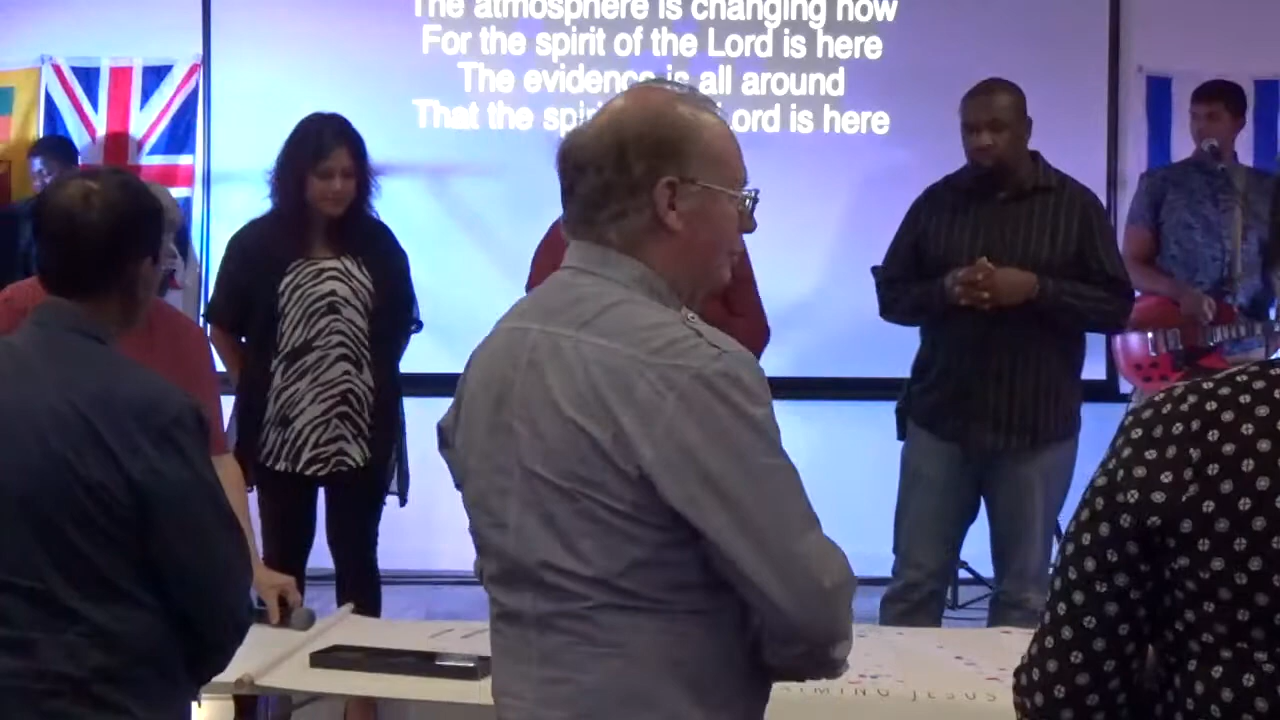 The atmosphere is changing now
For the spirit of the Lord is here
The evidence is all around
That the Lord is here
JESUS